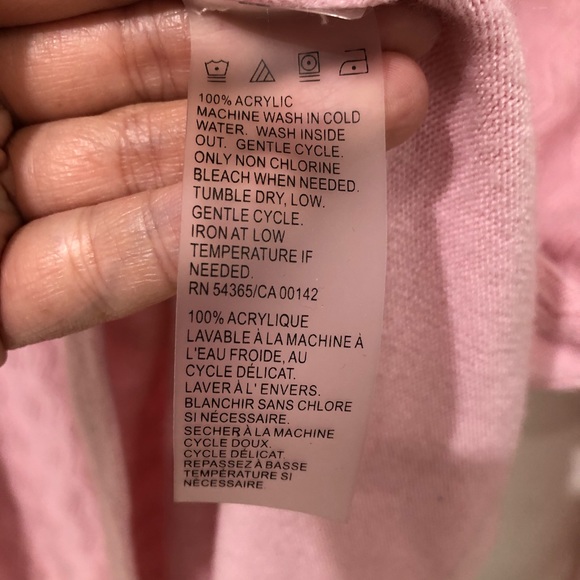 100% ACRYLIC
MACHINE WASH IN COLD
WATER. WASH INSIDE
OUT. GENTLE CYCLE.
ONLY NON CHLORINE
BLEACH WHEN NEEDED.
TUMBLE DRY, LOW.
GENTLE CYCLE.
IRON AT LOW
TEMPERATURE IF
NEEDED.
RN 54365/CA 00142
100% ACRYLIQUE
LAVABLE À LA MACHINE À
L'EAU FROIDE, AU
CYCLE DÉLICAT.
LAVER À L' ENVERS.
BLANCHIR SANS CHLORE
SI NÉCESSAIRE.
SECHER À LA MACHINE
CYCLE DOUX.
CYCLE DÉLICAT.
REPASSEZ À BASSE
TEMPÉRATURE SI
NÉCESSAIRE